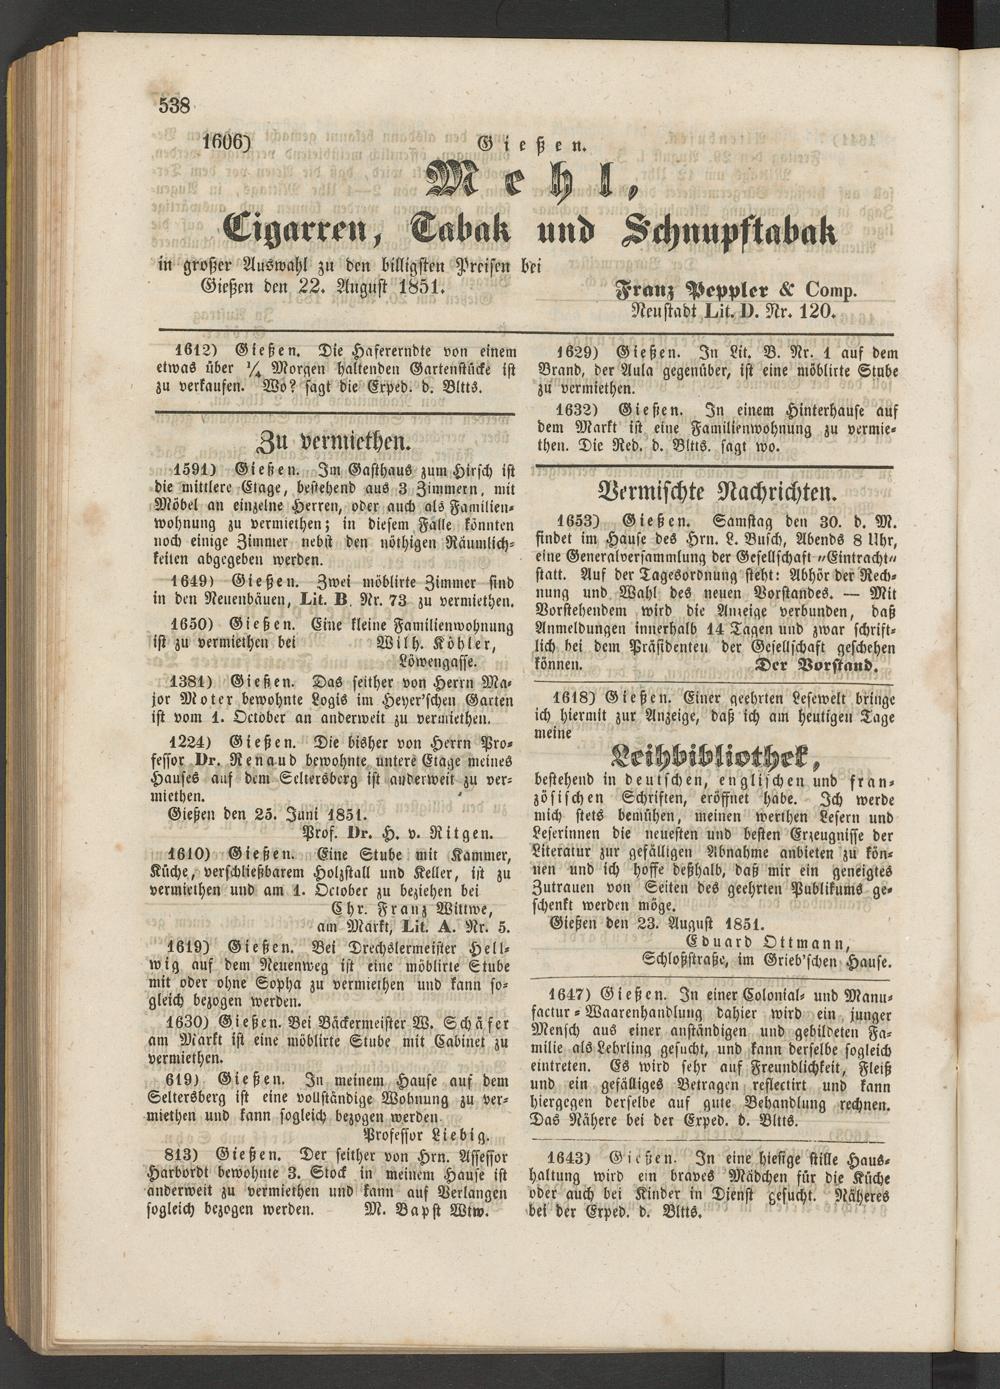 538
1606) Gießen.
Mehl,
Cigarren, Tabak und Schnupftabak
in großer Auswahl zu den billigsten Preisen bei
Gießen den 22. August 1851.
Franz Peppler & Comp.
Neustadt Lit. D. Nr. 120.
1612) Gießen. Die Hafererndte von einem
etwas über ¼ Morgen haltenden Gartenstücke ist
zu verkaufen. Wo? sagt die Exped. d. Bltts.
Zu vermiethen.
1591) Gießen. Im Gasthaus zum Hirsch ist
die mittlere Etage, bestehend aus 3 Zimmern, mit
Möbel an einzelne Herren, oder auch als Familien-
wohnung zu vermiethen; in diesem Falle könnten
noch einige Zimmer nebst den nöthigen Räumlich-
keiten abgegeben werden.
1649) Gießen. Zwei möblirte Zimmer sind
in den Neuenbäuen, Lit. B. Nr. 73 zu vermiethen.
1650) Gießen. Eine kleine Familienwohnung
ist zu vermiethen bei Wilh. Köhler,
Löwengasse.
1381) Gießen. Das seither von Herrn Ma-
jor Moter bewohnte Logis im Heyer'schen Garten
ist vom 1. October an anderweit zu vermiethen.
1224) Gießen. Die bisher von Herrn Pro-
fessor Dr. Renaud bewohnte untere Etage meines
Hauses auf dem Seltersberg ist anderweit zu ver-
miethen.
Gießen den 25. Juni 1851.
Prof. Dr. H. v. Ritgen.
1610) Gießen. Eine Stube mit Kammer,
Küche, verschließbarem Holzstall und Keller, ist zu
vermiethen und am 1. October zu beziehen bei
Chr. Franz Wittwe,
am Markt, Lit. A. Nr. 5.
1619) Gießen. Bei Drechslermeister Hell-
wig auf dem Neuenweg ist eine möblirte Stube
mit oder ohne Sopha zu vermiethen und kann so-
gleich bezogen werden.
1630) Gießen. Bei Bäckermeister W. Schäfer
am Markt ist eine möblirte Stube mit Cabinet zu
vermiethen.
619) Gießen. In meinem Hause auf dem
Seltersberg ist eine vollständige Wohnung zu ver-
miethen und kann sogleich bezogen werden.
Professor Liebig.
813) Gießen. Der seither von Hrn. Assessor
Harbordt bewohnte 3. Stock in meinem Hause ist
anderweit zu vermiethen und kann auf Verlangen
sogleich bezogen werden. M. Bapst Wtw.
1629) Gießen. In Lit. B. Nr. 1 auf dem
Brand, der Aula gegenüber, ist eine möblirte Stube
zu vermiethen.
1632) Gießen. In einem Hinterhause auf
dem Markt ist eine Familienwohnung zu vermie-
then. Die Red. d. Bltts. sagt wo.
Vermischte Nachrichten.
1653) Gießen. Samstag den 30. d. M.
findet im Hause des Hrn. L. Busch, Abends 8 Uhr,
eine Generalversammlung der Gesellschaft "Eintracht"
statt. Auf der Tagesordnung steht: Abhör der Rech-
nung und Wahl des neuen Vorstandes. — Mit
Vorstehendem wird die Anzeige verbunden, daß
Anmeldungen innerhalb 14 Tagen und zwar schrift-
lich bei dem Präsidenten der Gesellschaft geschehen
können. Der Vorstand.
1618) Gießen. Einer geehrten Lesewelt bringe
ich hiermit zur Anzeige, daß ich am heutigen Tage
meine
Leihbibliothek,
bestehend in deutschen, englischen und fran-
zösischen Schriften, eröffnet habe. Ich werde
mich stets bemühen, meinen werthen Lesern und
Leserinnen die neuesten und besten Erzeugnisse der
Literatur zur gefälligen Abnahme anbieten zu kön-
nen und ich hoffe deßhalb, daß mir ein geneigtes
Zutrauen von Seiten des geehrten Publikums ge-
schenkt werden möge.
Gießen den 23. August 1851.
Eduard Ottmann,
Schloßstraße, im Grieb'schen Hause.
1647) Gießen. In einer Colonial- und Manu-
factur-Waarenhandlung dahier wird ein junger
Mensch aus einer anständigen und gebildeten Fa-
milie als Lehrling gesucht, und kann derselbe sogleich
eintreten. Es wird sehr auf Freundlichkeit, Fleiß
und ein gefälliges Betragen reflectirt und kann
hiergegen derselbe auf gute Behandlung rechnen.
Das Nähere bei der Exped. d. Bltts.
1643) Gießen. In eine hiesige stille Haus-
haltung wird ein braves Mädchen für die Küche
oder auch bei Kinder in Dienst gesucht. Näheres
bei der Exped. d. Bltts.